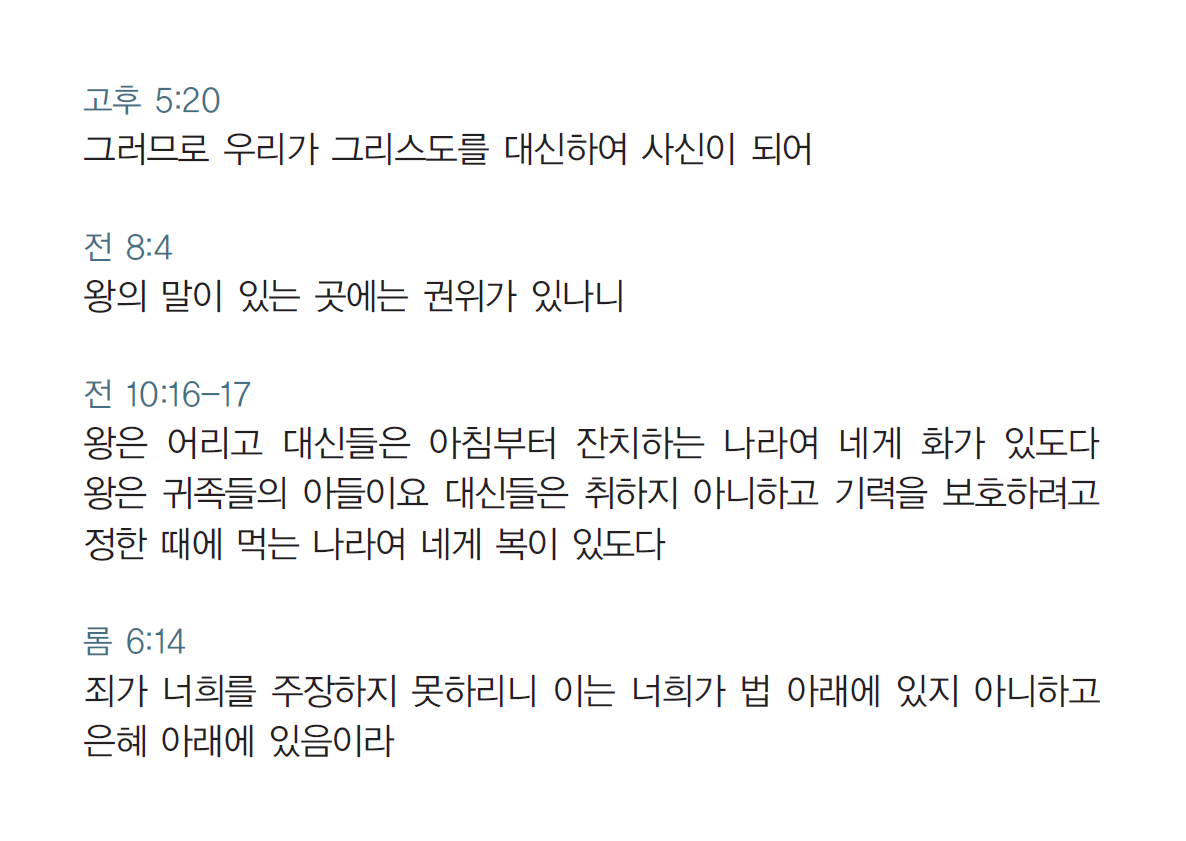 고후 5:20
그러므로 우리가 그리스도를 대신하여 사신이 되어
전 8:4
왕의 말이 있는 곳에는 권위가 있나니
전 10:16–17
왕은 어리고 대신들은 아침부터 잔치하는 나라여 네게 화가 있도다
왕은 귀족들의 아들이요 대신들은 취하지 아니하고 기력을 보호하려고
정한 때에 먹는 나라여 네게 복이 있도다
롬 6:14
죄가 너희를 주장하지 못하리니 이는 너희가 법 아래에 있지 아니하고
은혜 아래에 있음이라